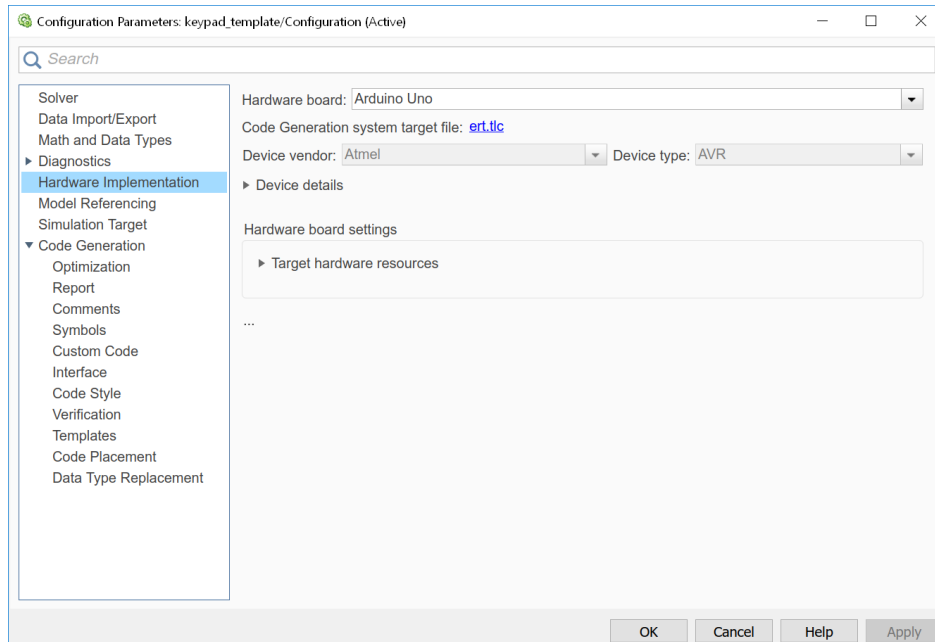 Configuration Parameters: keypad_template/Configuration (Active)
Search
Solver
Data Import/Export
Math and Data Types
Diagnostics
Hardware Implementation
Model Referencing
Simulation Target
Code Generation
Optimization
Report
Comments
Symbols
Custom Code
Interface
Code Style
Verification
Templates
Code Placement
Data Type Replacement
Hardware board: Arduino Uno
Code Generation system target file: ert.tlc
Device vendor: Atmel Device type: AVR
Device details
Hardware board settings
Target hardware resources
...
OK Cancel Help Apply